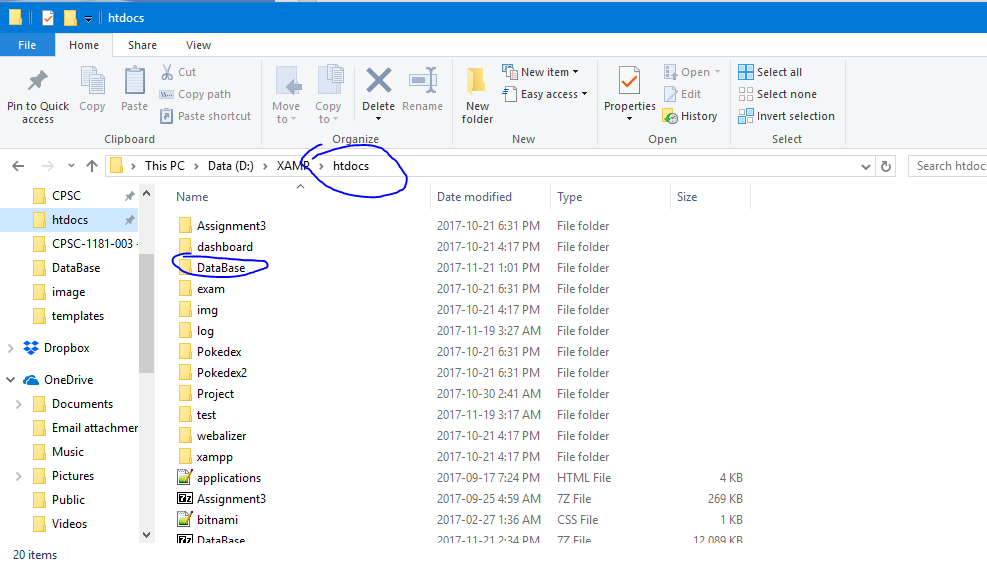 htdocs
File Home Share View
Pin to Quick access
Copy
Paste
Cut
Copy path
Paste shortcut
Clipboard
Move to
Copy to
Delete
Rename
Organize
New folder
New item
Easy access
New
Properties
Open
Edit
History
Open
Select all
Select none
Invert selection
Select
This PC Data (D:) XAMP htdocs
Search htdoc
CPSC
htdocs
CPSC-1181-003 -
DataBase
image
templates
Dropbox
OneDrive
Documents
Email attachmen
Music
Pictures
Public
Videos
Name Date modified Type Size
Assignment3 2017-10-21 6:31 PM File folder
dashboard 2017-10-21 4:17 PM File folder
DataBase 2017-11-21 1:01 PM File folder
exam 2017-10-21 6:31 PM File folder
img 2017-10-21 4:17 PM File folder
log 2017-11-19 3:27 AM File folder
Pokedex 2017-10-21 6:31 PM File folder
Pokedex2 2017-10-21 6:31 PM File folder
Project 2017-10-30 2:41 AM File folder
test 2017-11-19 3:17 AM File folder
webalizer 2017-10-21 4:17 PM File folder
xampp 2017-10-21 4:17 PM File folder
applications 2017-09-17 7:24 PM HTML File 4 KB
Assignment3 2017-09-25 4:59 AM 7Z File 269 KB
bitnami 2017-02-27 1:36 AM CSS File 1 KB
DataBase 2017-11-21 2:34 PM 7Z File 12,089 KB
20 items